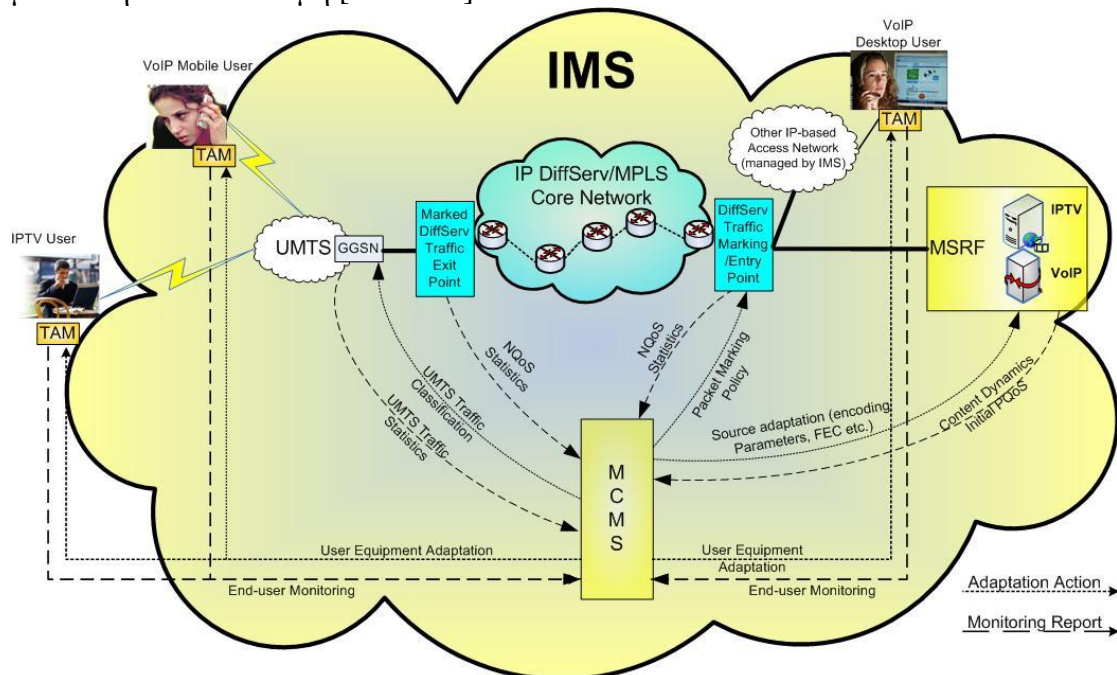 VoIP
Desktop User
VoIP Mobile User
IMS
TAM
TAM
Other IP-based
Access Network
(managed by IMS)
IP DiffServ/MPLS
Core Network
Marked
DiffServ
Traffic
Exit
Point
DiffServ
Traffic
Marking
/Entry
Point
IPTV
MSRF
VoIP
IPTV User
UMTS
GGSN
TAM
NQoS
Statistics
NQoS
Statistics
Packet Marking
Policy
UMTS Traffic
Classification
UMTS Traffic
Statistics
Source adaptation (encoding
Parameters, FEC etc.)
Content Dynamics
Initial PQoS
M
C
M
S
User Equipment Adaptation
User Equipment
Adaptation
End-user Monitoring
End-user Monitoring
Adaptation Action
Monitoring Report